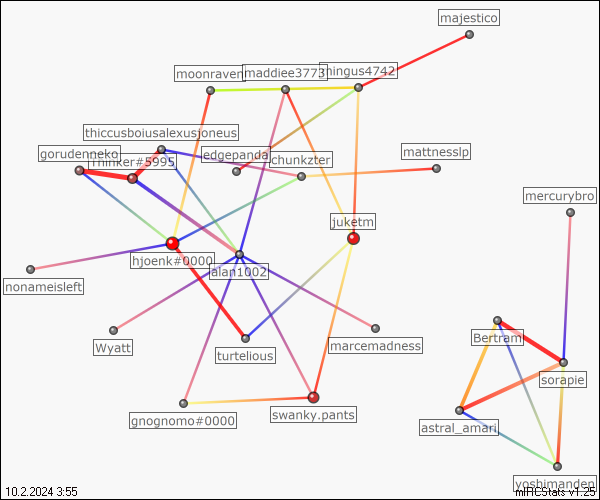 majestico
moonraven
maddiee3773
mingus4742
thiccusboiusalexusjoneus
gorudenneko
Thinker#5995
edgepanda
chunkzter
mattnesslp
mercurybro
juketm
hjoenk#0000
alan1002
nonameisleft
Wyatt
turtelious
marcemadness
Bertram
sorapie
gnognomo#0000
swanky.pants
astral_amari
yoshimanden
10.2.2024 3:55
mIRCStats v1.25